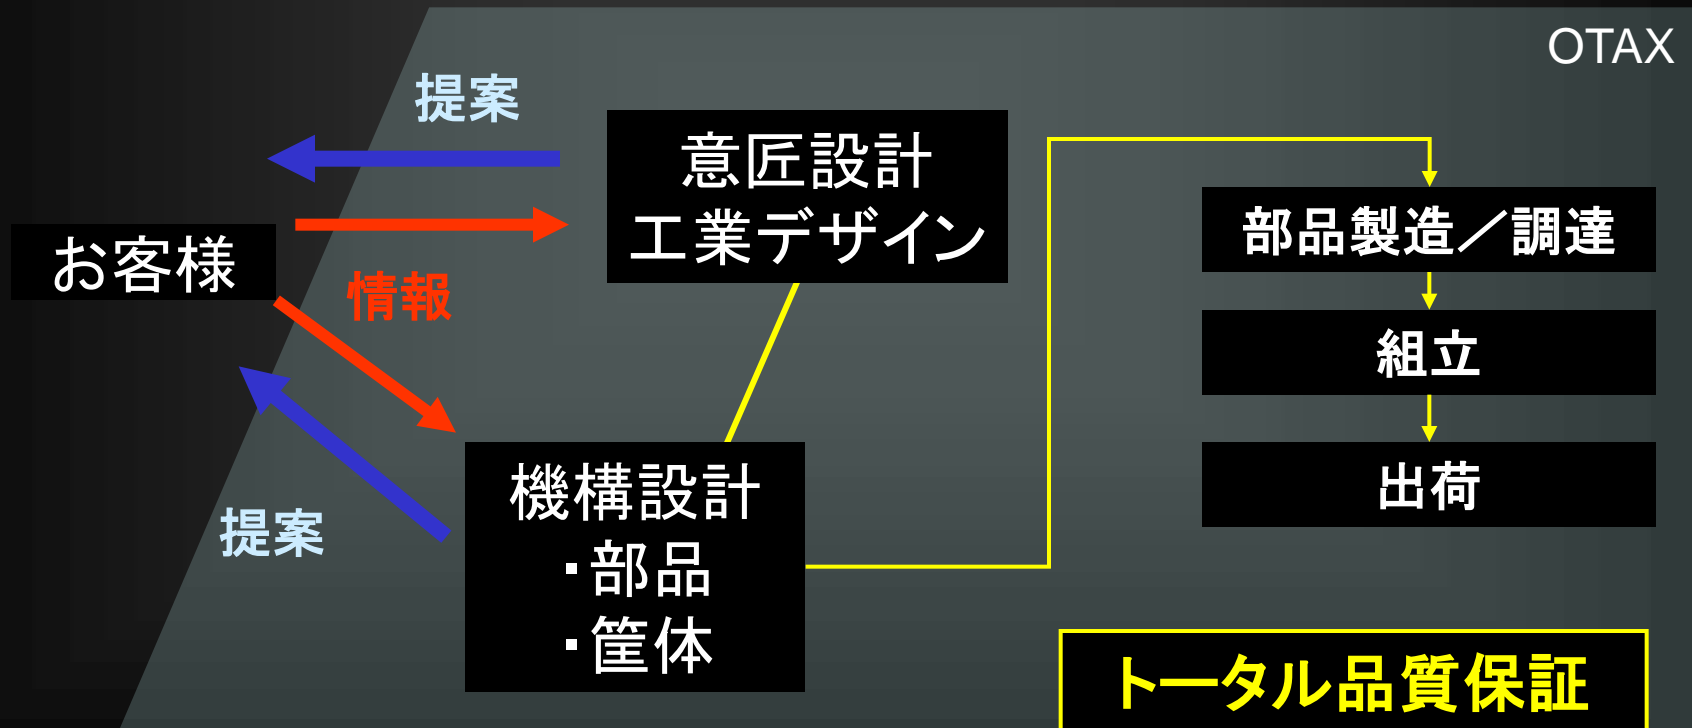 OTAX
提案
意匠設計
工業デザイン
お客様
情報
提案
機構設計
・部品
・筐体
部品製造／調達
組立
出荷
トータル品質保証